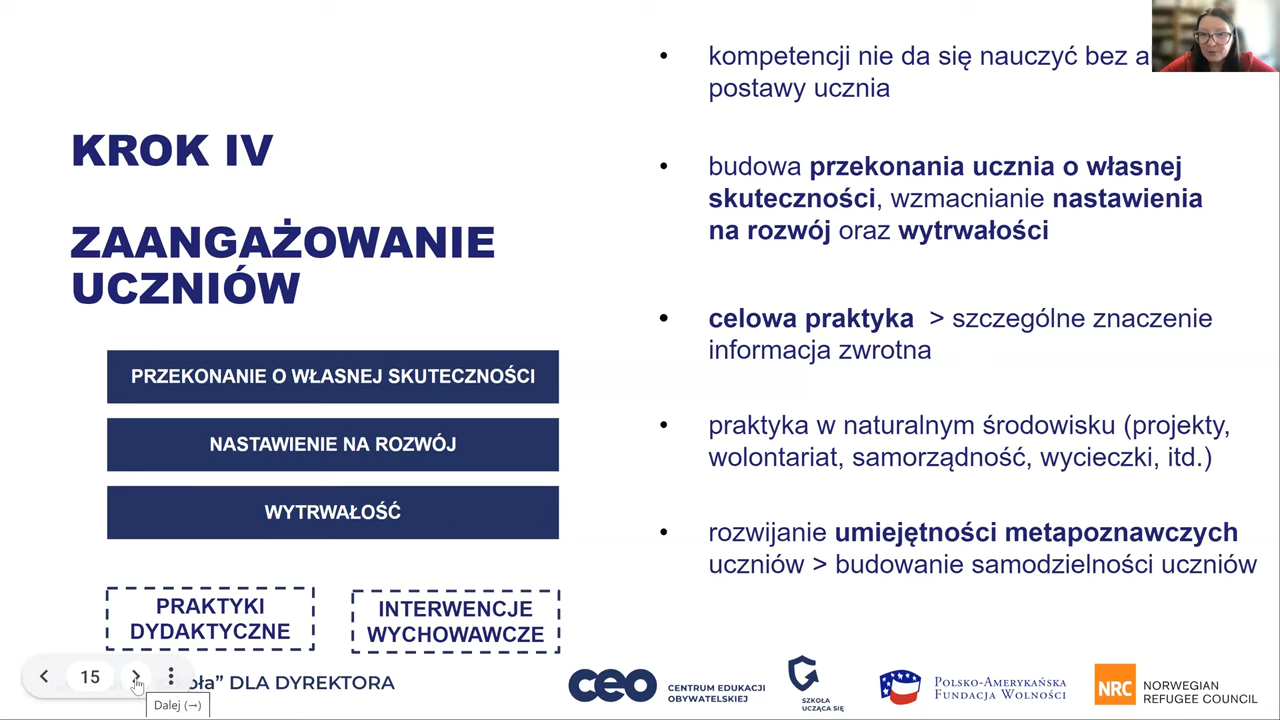 KROK IV
ZAANGAŻOWANIE
UCZNIÓW
PRZEKONANIE O WŁASNEJ SKUTECZNOŚCI
NASTAWIENIE NA ROZWÓJ
WYTRWAŁOŚĆ
PRAKTYKI
DYDAKTYCZNE
INTERWENCJE
WYCHOWAWCZE
• kompetencji nie da się nauczyć bez
postawy ucznia
• budowa przekonania ucznia o własnej
skuteczności, wzmacnianie nastawienia
na rozwój oraz wytrwałości
• celowa praktyka > szczególne znaczenie
informacja zwrotna
• praktyka w naturalnym środowisku (projekty,
wolontariat, samorządność, wycieczki, itd.)
• rozwijanie umiejętności metapoznawczych
uczniów > budowanie samodzielności uczniów
15
DLA DYREKTORA
Dalej (→)
ceo
CENTRUM EDUKACJI
OBYWATELSKIEJ
SZKOŁA
UCZĄCA SIĘ
POLSKO-AMERYKAŃSKA
FUNDACJA WOLNOŚCI
NRC
NORWEGIAN
REFUGEE COUNCIL